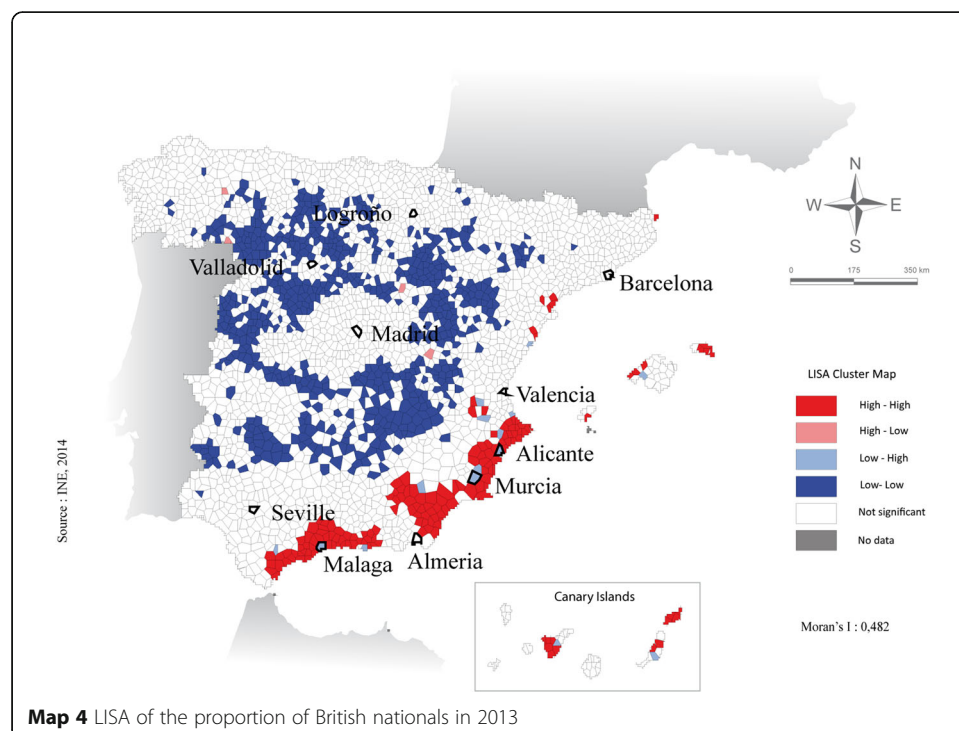 N
W E
S
0 175 350 km
Logroño
Valladolid
Barcelona
Madrid
Valencia
Alicante
Murcia
Seville
Malaga
Almeria
LISA Cluster Map
High - High
High - Low
Low - High
Low- Low
Not significant
No data
Source : INE, 2014
Canary Islands
Moran's I : 0,482
Map 4 LISA of the proportion of British nationals in 2013